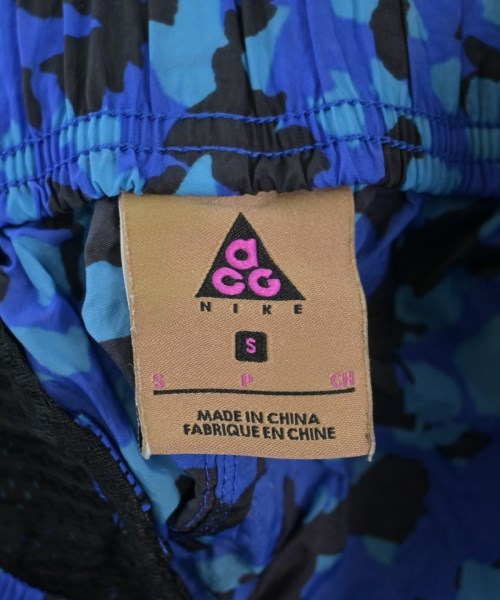 aCG
NIKE
S
S P CH
MADE IN CHINA
FABRIQUE EN CHINE